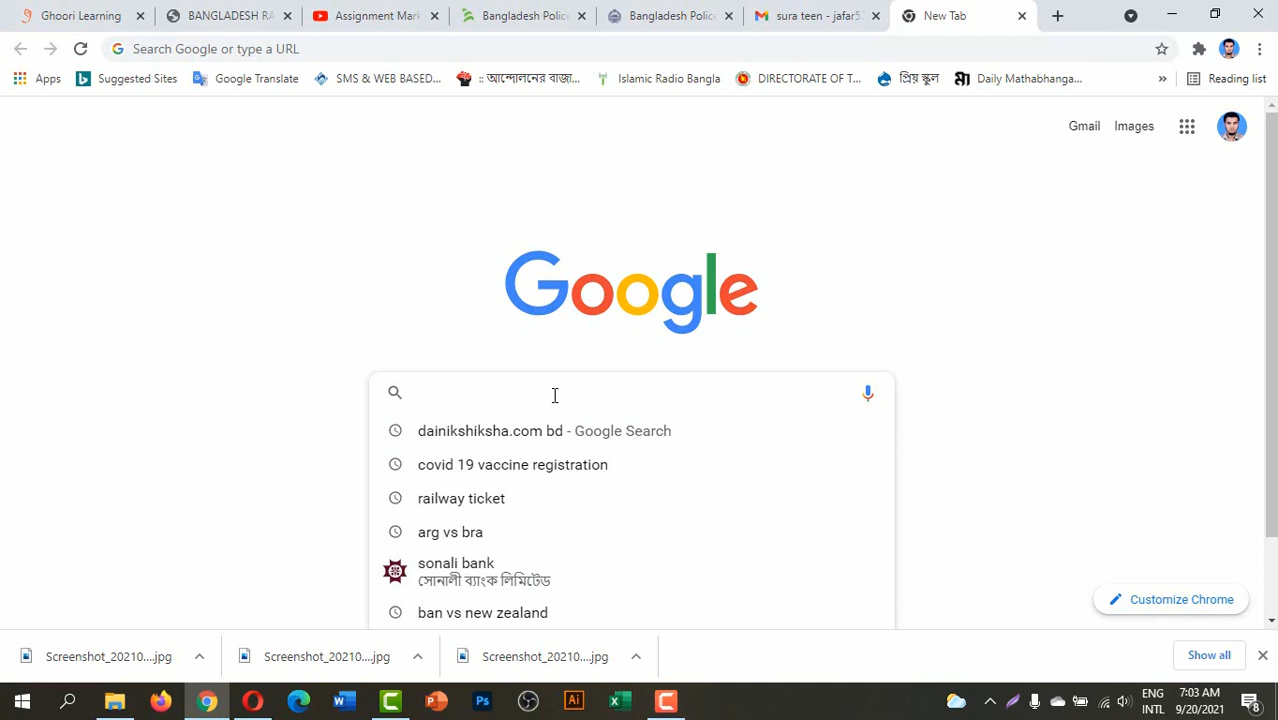 Ghoori Learning
BANGLADESH RA
Assignment Mark
Bangladesh Police
Bangladesh Police
sura teen - jafar53
New Tab
Search Google or type a URL
Apps
Suggested Sites
Google Translate
SMS & WEB BASED...
:: আন্দোলনের বাজা...
Islamic Radio Bangla
DIRECTORATE OF T...
প্রিয় স্কুল
Daily Mathabhanga...
»
Reading list
Gmail
Images
Google
dainikshiksha.com bd - Google Search
covid 19 vaccine registration
railway ticket
arg vs bra
sonali bank
সোনালী ব্যাংক লিমিটেড
ban vs new zealand
Customize Chrome
Screenshot_20210....jpg
Screenshot_20210....jpg
Screenshot_20210....jpg
Show all
ENG
INTL
7:03 AM
9/20/2021
8